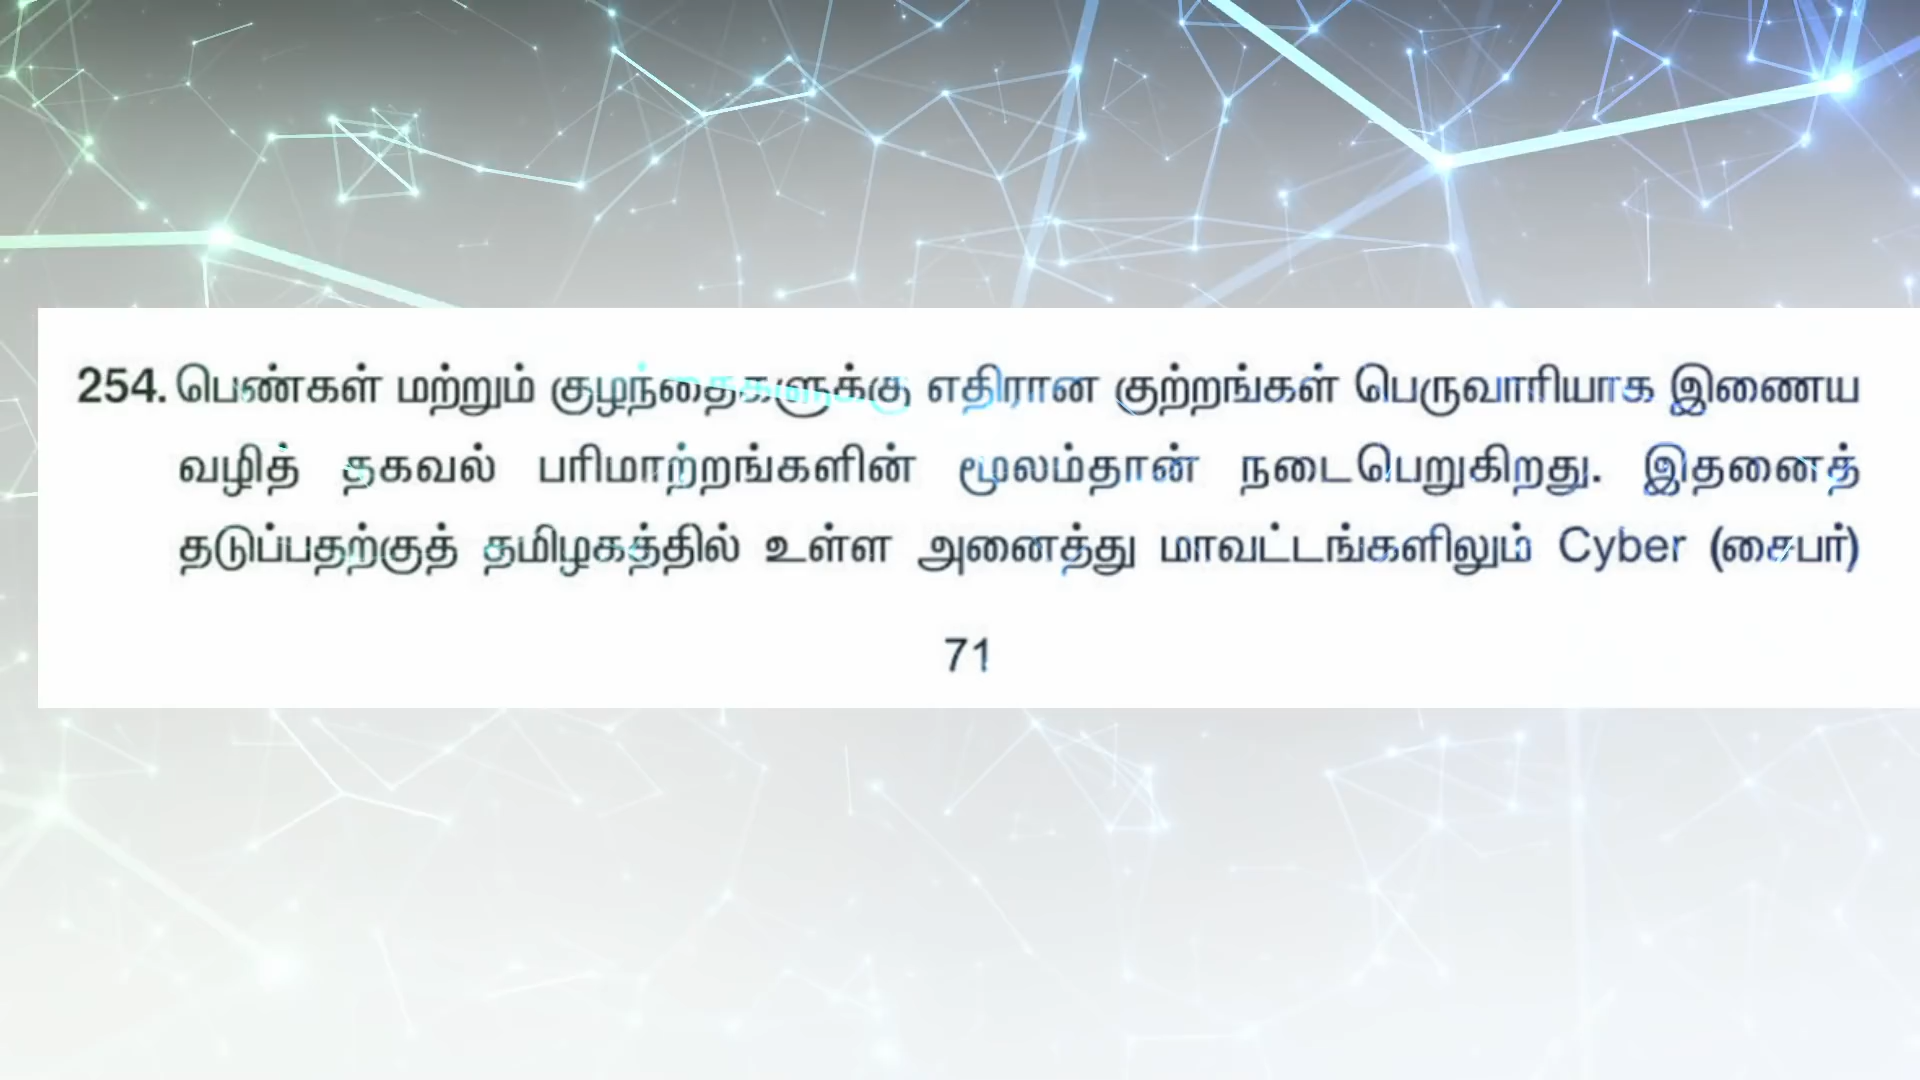 254. பெண்கள் மற்றும் குழந்தைகளுக்கு எதிரான குற்றங்கள் பெருவாரியாக இணைய
வழித் தகவல் பரிமாற்றங்களின் மூலம்தான் நடைபெறுகிறது. இதனைத்
தடுப்பதற்குத் தமிழகத்தில் உள்ள அனைத்து மாவட்டங்களிலும் Cyber (சைபர்)
71